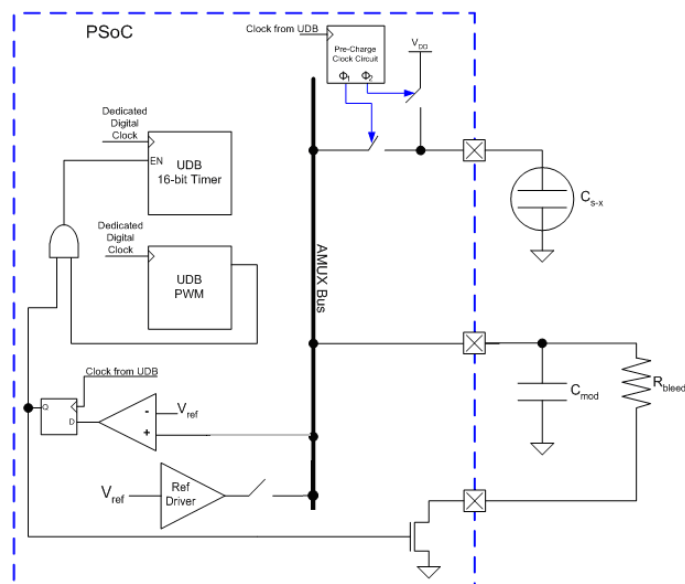 PSoC
Clock from UDB
Pre-Charge
Clock Circuit
Φ1 Φ2
VDD
Dedicated
Digital
Clock
EN
UDB
16-bit Timer
Cs-x
Dedicated
Digital
Clock
UDB
PWM
AMUX Bus
Clock from UDB
Q
D
-
+
Vref
Cmod
Rbleed
Vref
Ref
Driver